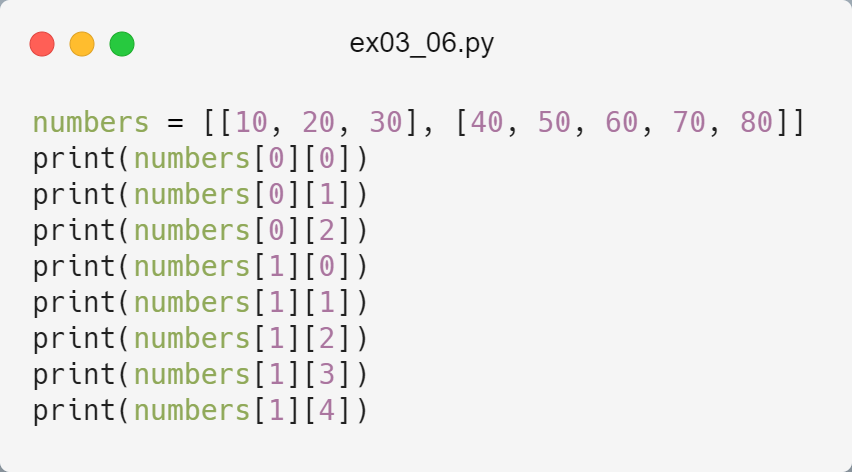 ex03_06.py
numbers = [[10, 20, 30], [40, 50, 60, 70, 80]]
print(numbers[0][0])
print(numbers[0][1])
print(numbers[0][2])
print(numbers[1][0])
print(numbers[1][1])
print(numbers[1][2])
print(numbers[1][3])
print(numbers[1][4])